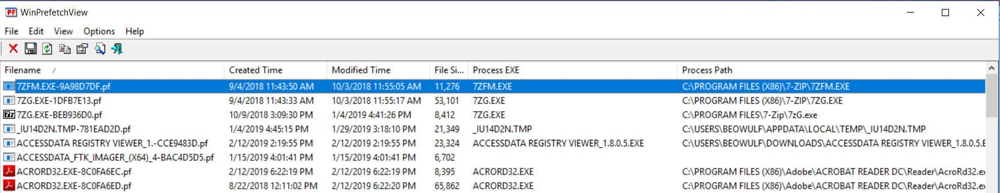 PF WinPrefetchView
File Edit View Options Help
Filename Created Time Modified Time File Si... Process EXE Process Path
7ZFM.EXE-9A98D7DF.pf 9/4/2018 11:43:50 AM 10/3/2018 11:55:05 AM 11,276 7ZFM.EXE C:\PROGRAM FILES (X86)\7-ZIP\7ZFM.EXE
7ZG.EXE-1DFB7E13.pf 9/4/2018 11:43:33 AM 10/3/2018 11:55:17 AM 53,101 7ZG.EXE C:\PROGRAM FILES (X86)\7-ZIP\7ZG.EXE
7z 7ZG.EXE-BEB936D0.pf 10/9/2018 3:09:30 PM 1/4/2019 4:41:26 PM 8,412 7ZG.EXE C:\PROGRAM FILES\7-Zip\7zG.exe
_IU14D2N.TMP-781EAD2D.pf 1/4/2019 4:45:15 PM 1/29/2019 3:18:10 PM 21,349 _IU14D2N.TMP C:\USERS\BEOWULF\APPDATA\LOCAL\TEMP\_IU14D2N.TMP
ACCESSDATA REGISTRY VIEWER_1.-CCE9483D.pf 2/12/2019 2:19:55 PM 2/12/2019 2:19:55 PM 23,324 ACCESSDATA REGISTRY VIEWER_1.8.0.5.EXE C:\USERS\BEOWULF\DOWNLOADS\ACCESSDATA REGISTRY VIEWER_1.8.0.5.E
ACCESSDATA_FTK_IMAGER_(X64)_4-BAC4D5D5.pf 1/15/2019 4:01:41 PM 1/15/2019 4:01:41 PM 6,702
ACRORD32.EXE-8C0FA6EC.pf 2/12/2019 6:22:19 PM 2/12/2019 6:22:19 PM 8,395 ACRORD32.EXE C:\PROGRAM FILES (X86)\Adobe\ACROBAT READER DC\Reader\AcroRd32.ex
ACRORD32.EXE-8C0FA6ED.pf 8/22/2018 12:11:02 PM 2/12/2019 6:22:20 PM 65,862 ACRORD32.EXE C:\PROGRAM FILES (X86)\Adobe\ACROBAT READER DC\Reader\AcroRd32.ex